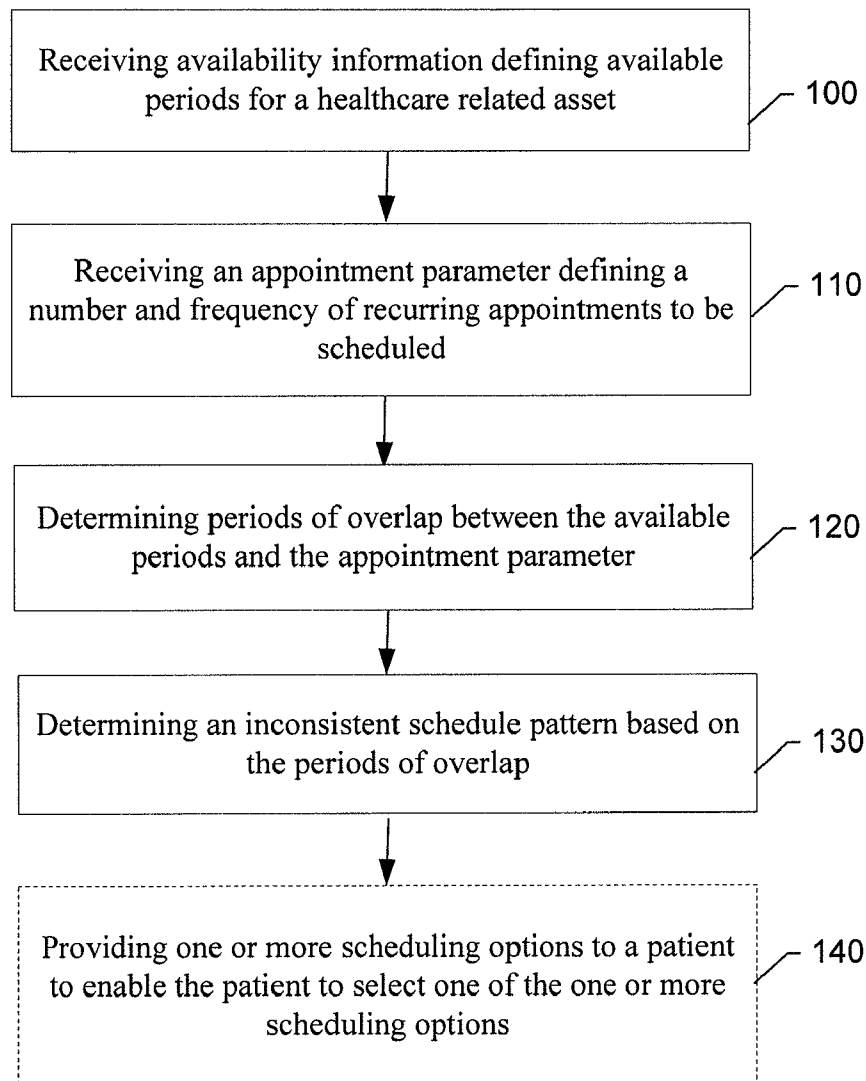 Receiving availability information defining available
periods for a healthcare related asset
100
Receiving an appointment parameter defining a
number and frequency of recurring appointments to be
scheduled
110
Determining periods of overlap between the available
periods and the appointment parameter
120
Determining an inconsistent schedule pattern based on
the periods of overlap
130
Providing one or more scheduling options to a patient
to enable the patient to select one of the one or more
scheduling options
140